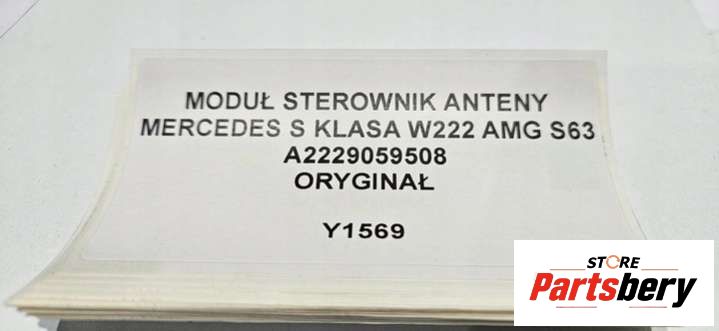 MODUŁ STEROWNIK ANTENY
MERCEDES S KLASA W222 AMG S63
A2229059508
ORYGINAŁ
Y1569
STORE
Partsbery